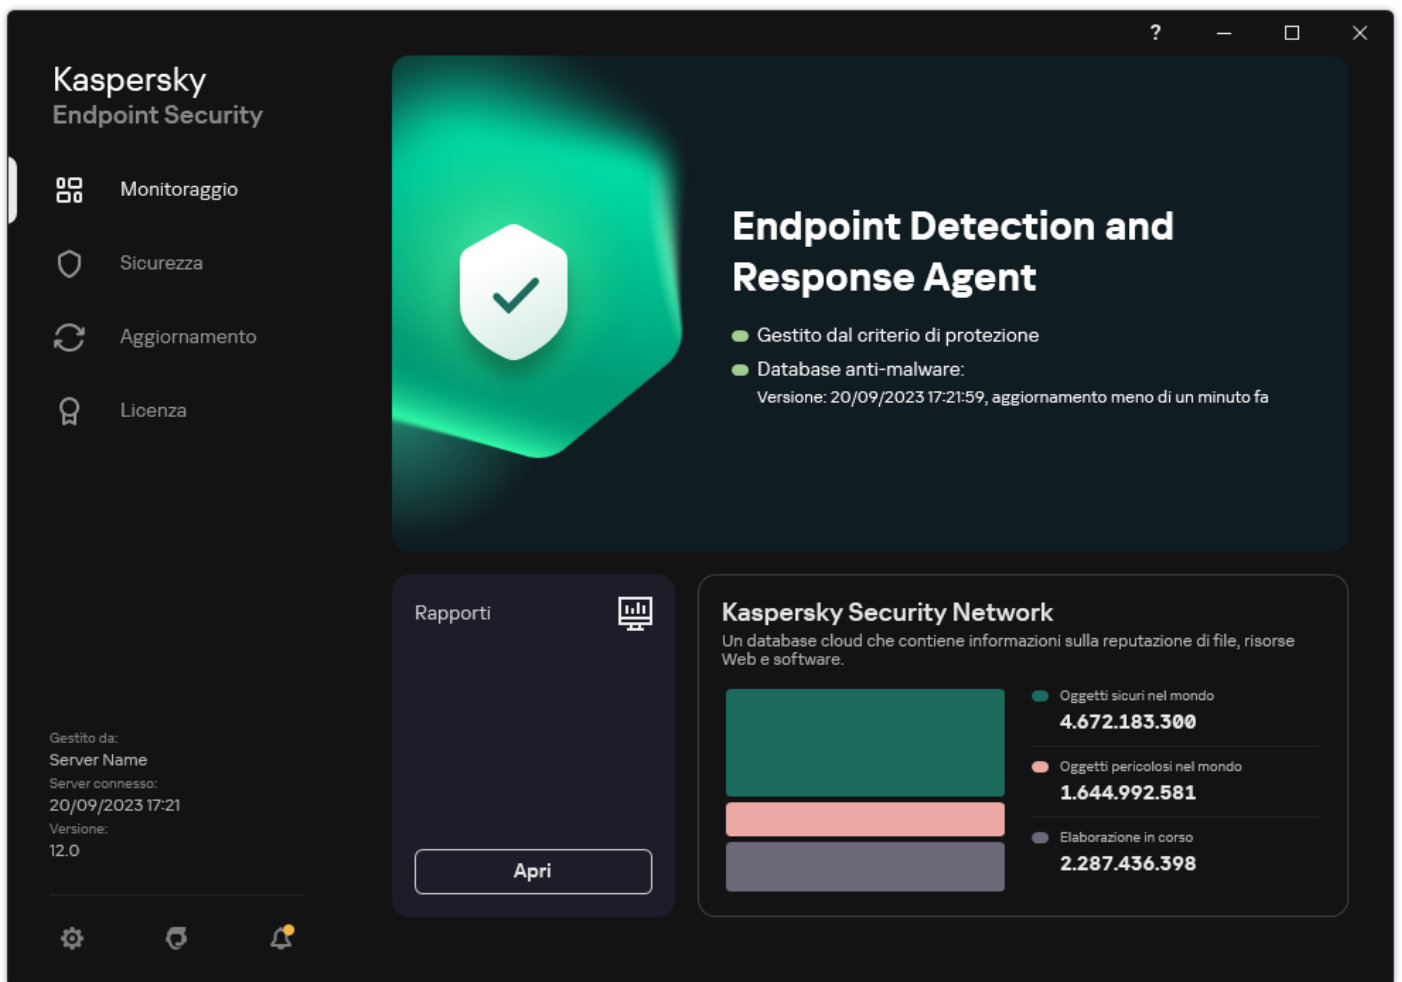 ?
Kaspersky
Endpoint Security
Monitoraggio
Sicurezza
Aggiornamento
Licenza
Endpoint Detection and
Response Agent
Gestito dal criterio di protezione
Database anti-malware:
Versione: 20/09/2023 17:21:59, aggiornamento meno di un minuto fa
Rapporti
Apri
Kaspersky Security Network
Un database cloud che contiene informazioni sulla reputazione di file, risorse
Web e software.
Oggetti sicuri nel mondo
4.672.183.300
Oggetti pericolosi nel mondo
1.644.992.581
Elaborazione in corso
2.287.436.398
Gestito da:
Server Name
Server connesso:
20/09/2023 17:21
Versione:
12.0